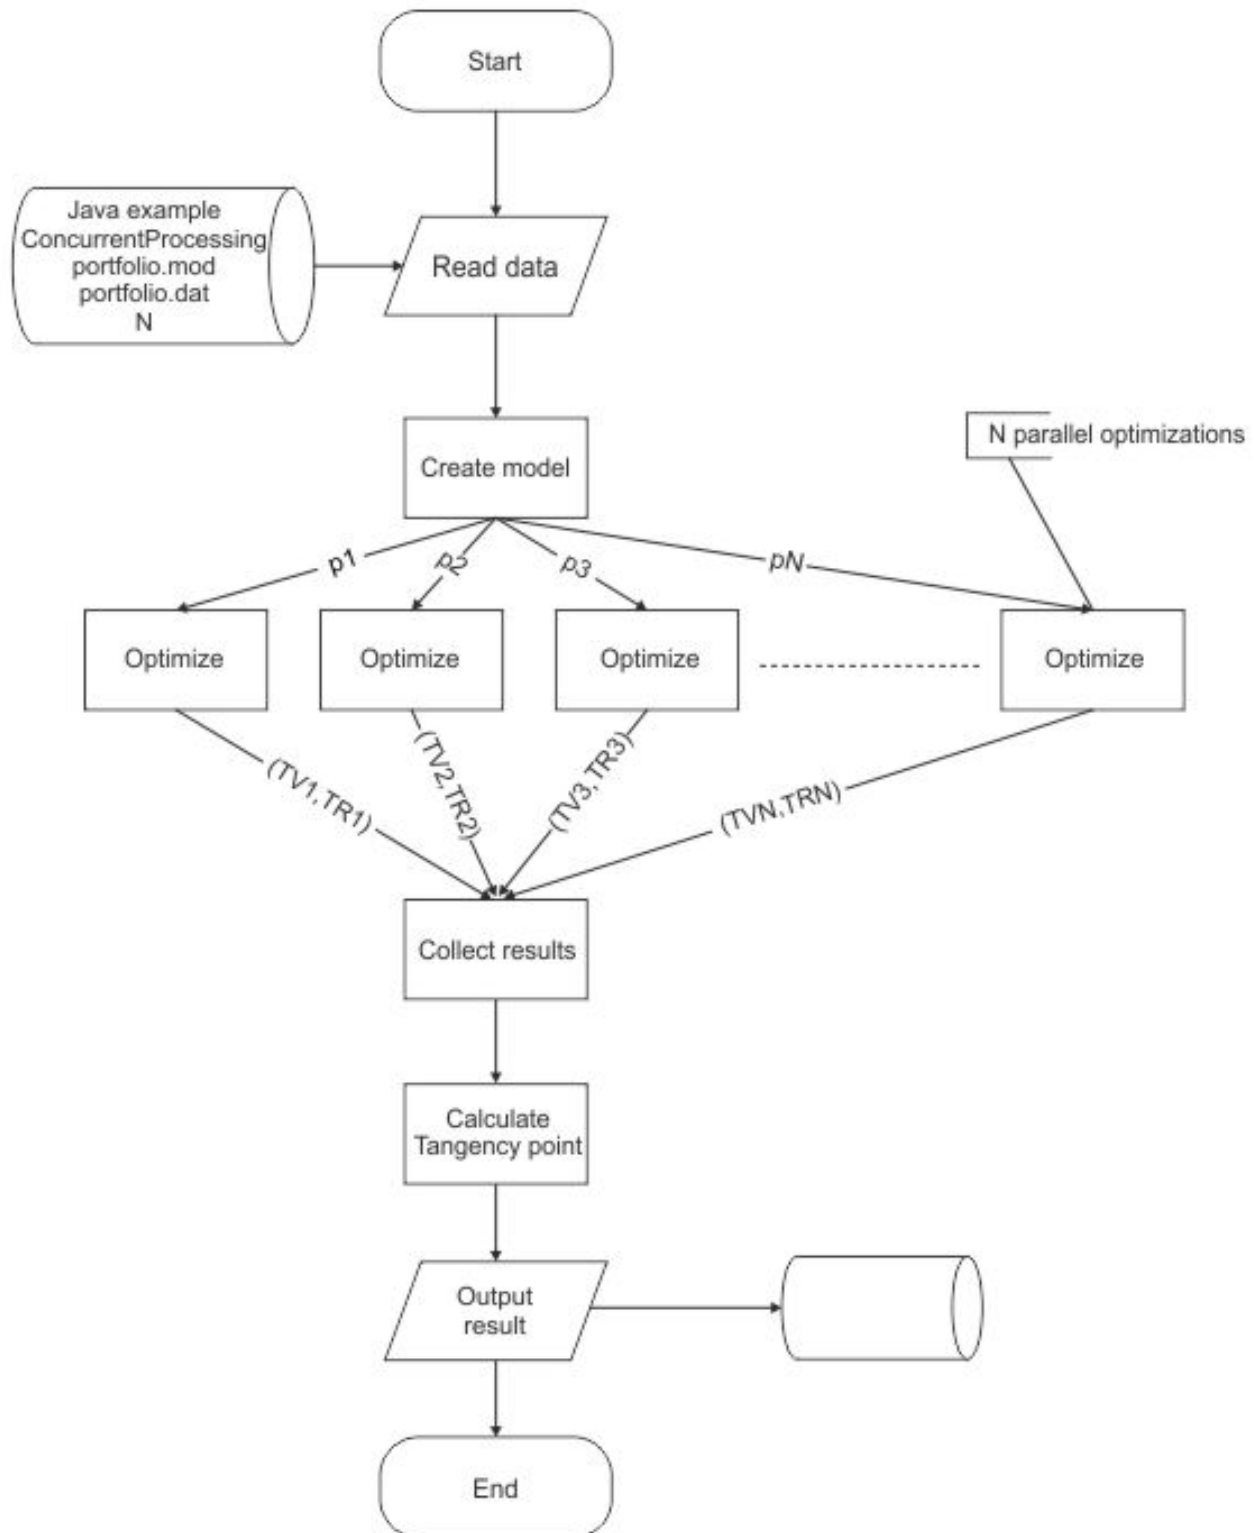 Start
Java example
ConcurrentProcessing
portfolio.mod
portfolio.dat
N
Read data
Create model
N parallel optimizations
p1
p2
p3
pN
Optimize
Optimize
Optimize
Optimize
(TV1,TR1)
(TV2,TR2)
(TV3,TR3)
(TVN,TRN)
Collect results
Calculate
Tangency point
Output
result
End